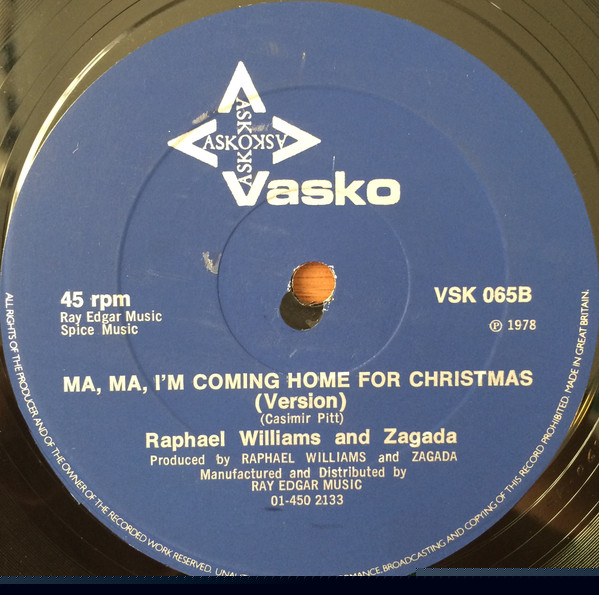 ASKOKSA
ASKOKSA
Vasko
45 rpm
Ray Edgar Music
Spice Music
VSK 065B
Ⓟ 1978
MA, MA, I'M COMING HOME FOR CHRISTMAS
(Version)
(Casimir Pitt)
Raphael Williams and Zagada
Produced by RAPHAEL WILLIAMS and ZAGADA
Manufactured and Distributed by
RAY EDGAR MUSIC
01-450 2133
ALL RIGHTS OF THE PRODUCER AND OF THE OWNER OF THE RECORDED WORK RESERVED. BROADCASTING AND COPYING OF THIS RECORD PROHIBITED. MADE IN GREAT BRITAIN.